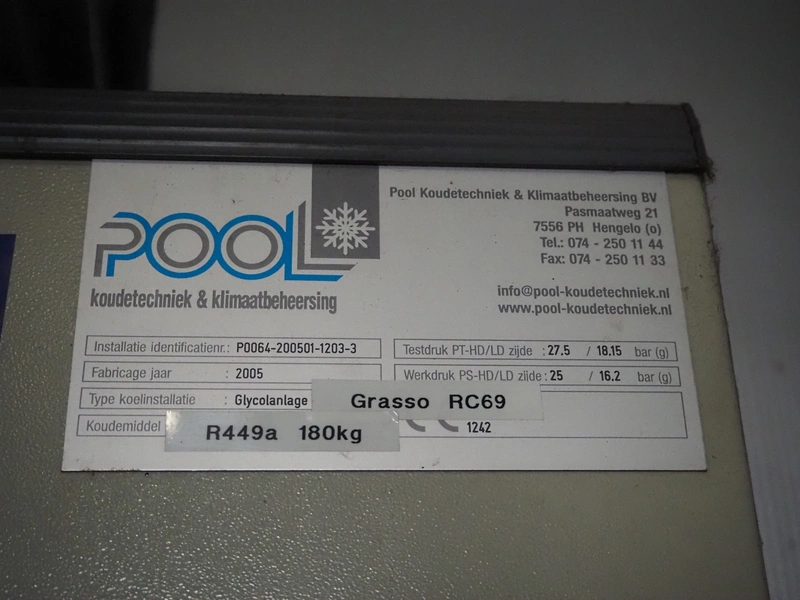 POOL
koudetechniek & klimaatbeheersing
Pool Koudetechniek & Klimaatbeheersing BV
Pasmaatweg 21
7556 PH Hengelo (o)
Tel.: 074 - 250 11 44
Fax: 074 - 250 11 33
info@pool-koudetechniek.nl
www.pool-koudetechniek.nl
Installatie identificatienr.: P0064-200501-1203-3
Fabricage jaar : 2005
Type koelinstallatie : Glycolanlage
Koudemiddel
R449a 180kg
Testdruk PT-HD/LD zijde : 27.5 / 18.15 bar (g)
Werkdruk PS-HD/LD zijde : 25 / 16.2 bar (g)
Grasso RC69
CE 1242